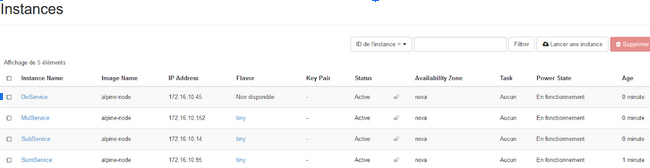 Instances
ID de l'instance = Filtrer Lancer une instance Supprimer
Affichage de 5 éléments
Instance Name Image Name IP Address Flavor Key Pair Status Availability Zone Task Power State Age
DivService alpine-node 172.16.10.45 Non disponible - Active nova Aucun En fonctionnement 0 minute
MulService alpine-node 172.16.10.152 tiny - Active nova Aucun En fonctionnement 0 minute
SubService alpine-node 172.16.10.14 tiny - Active nova Aucun En fonctionnement 0 minute
SumService alpine-node 172.16.10.95 tiny - Active nova Aucun En fonctionnement 1 minute